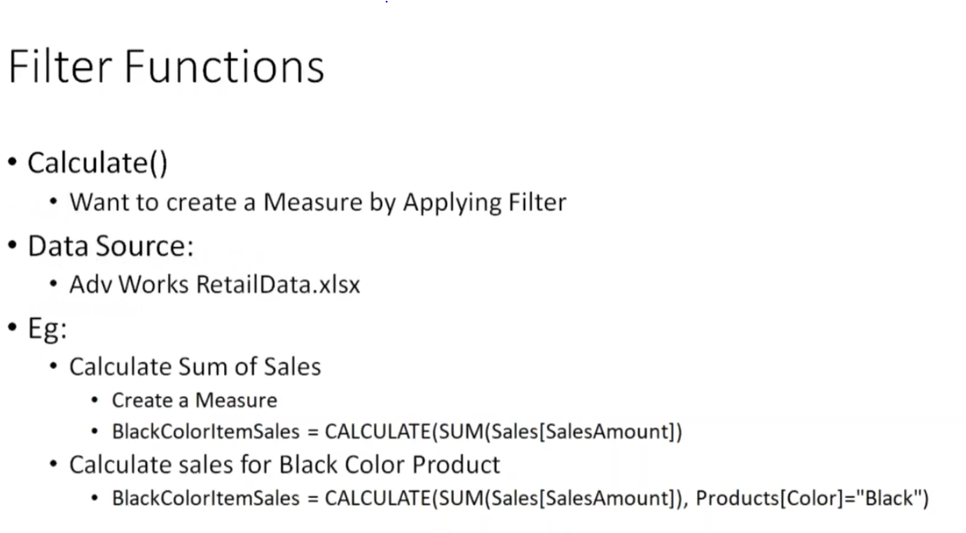 Filter Functions
• Calculate()
• Want to create a Measure by Applying Filter
• Data Source:
• Adv Works RetailData.xlsx
• Eg:
• Calculate Sum of Sales
• Create a Measure
• BlackColorItemSales = CALCULATE(SUM(Sales[SalesAmount])
• Calculate sales for Black Color Product
• BlackColorItemSales = CALCULATE(SUM(Sales[SalesAmount]), Products[Color]="Black")